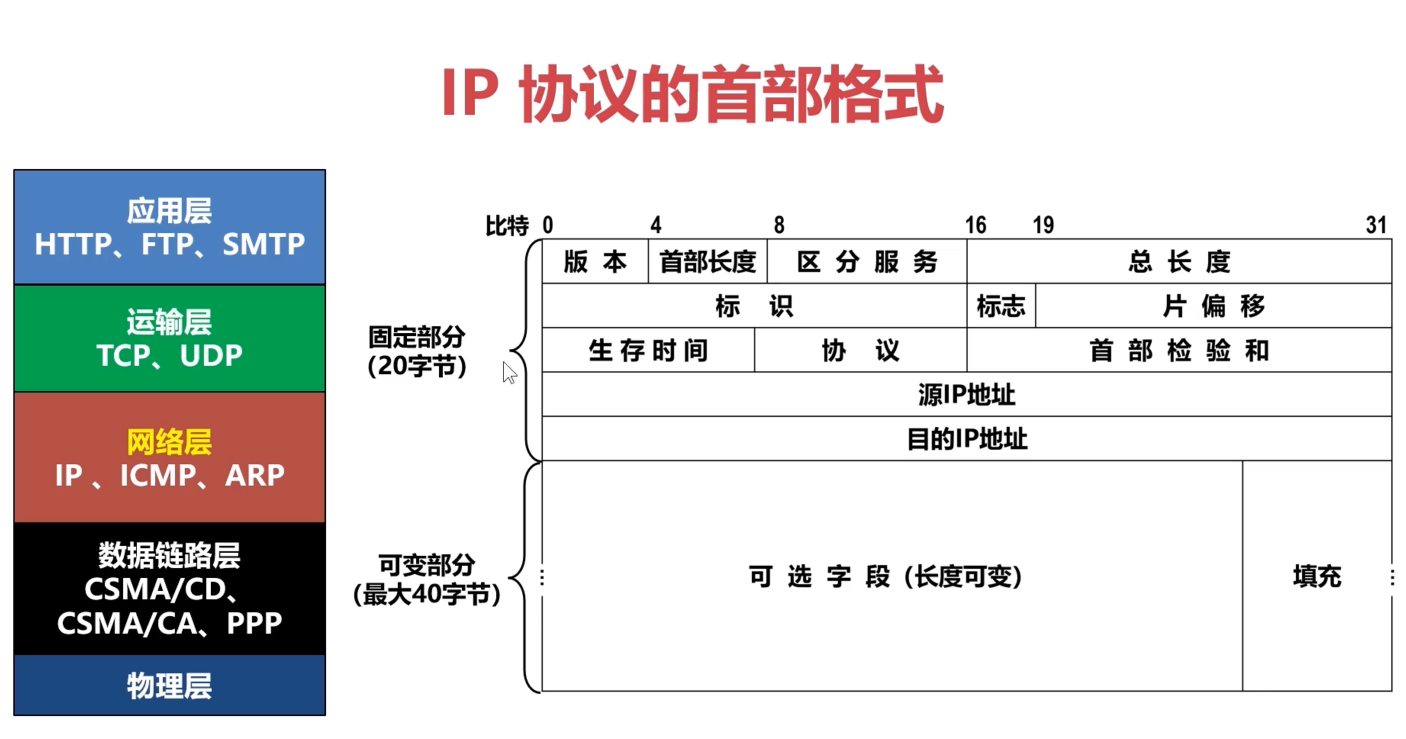 IP 协议的首部格式
应用层
HTTP、FTP、SMTP
运输层
TCP、UDP
网络层
IP 、ICMP、ARP
数据链路层
CSMA/CD、
CSMA/CA、PPP
物理层
比特 0 4 8 16 19 31
固定部分
(20字节)
版 本 首部长度 区 分 服 务 总 长 度
标 识 标志 片 偏 移
生 存 时 间 协 议 首 部 检 验 和
源IP地址
目的IP地址
可变部分
(最大40字节)
可 选 字 段 (长度可变) 填充